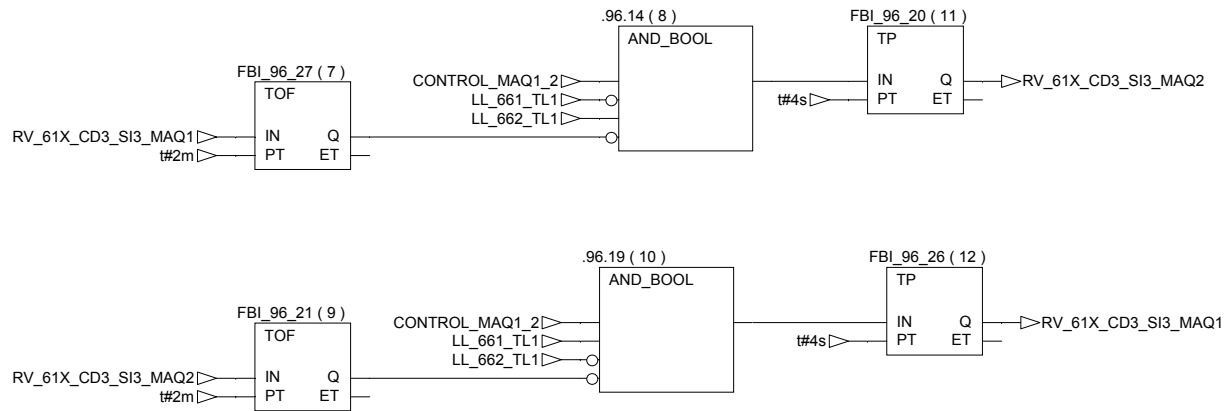 .96.14 ( 8 )
AND_BOOL
FBI_96_20 ( 11 )
TP
FBI_96_27 ( 7 )
TOF
CONTROL_MAQ1_2
IN Q
RV_61X_CD3_SI3_MAQ2
LL_661_TL1
t#4s
PT ET
LL_662_TL1
RV_61X_CD3_SI3_MAQ1
IN Q
t#2m
PT ET
.96.19 ( 10 )
AND_BOOL
FBI_96_26 ( 12 )
TP
FBI_96_21 ( 9 )
TOF
CONTROL_MAQ1_2
IN Q
RV_61X_CD3_SI3_MAQ1
LL_661_TL1
t#4s
PT ET
LL_662_TL1
RV_61X_CD3_SI3_MAQ2
IN Q
t#2m
PT ET